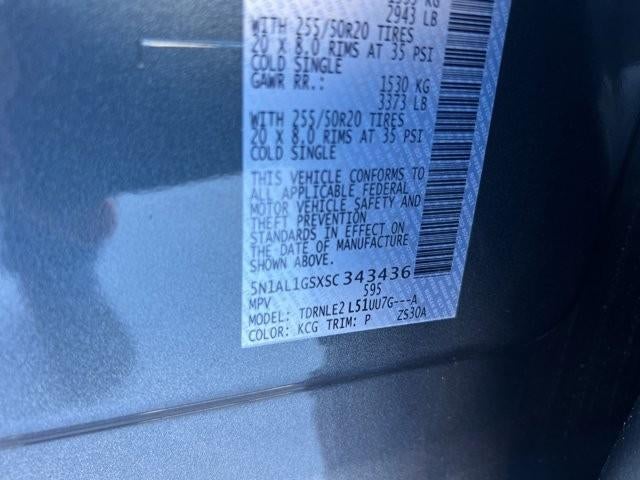 KG
2943 LB
WITH 255/50R20 TIRES
20 X 8.0 RIMS AT 35 PSI
COLD SINGLE
GAWR RR.: 1530 KG
3373 LB
WITH 255/50R20 TIRES
20 X 8.0 RIMS AT 35 PSI
COLD SINGLE
THIS VEHICLE CONFORMS TO
ALL APPLICABLE FEDERAL
MOTOR VEHICLE SAFETY AND
THEFT PREVENTION
STANDARDS IN EFFECT ON
THE DATE OF MANUFACTURE
SHOWN ABOVE.
5N1AL1GSXSC343436
MPV 595
MODEL: TDRNLE2 L51UU7G---A
COLOR: KCG TRIM: P ZS30A